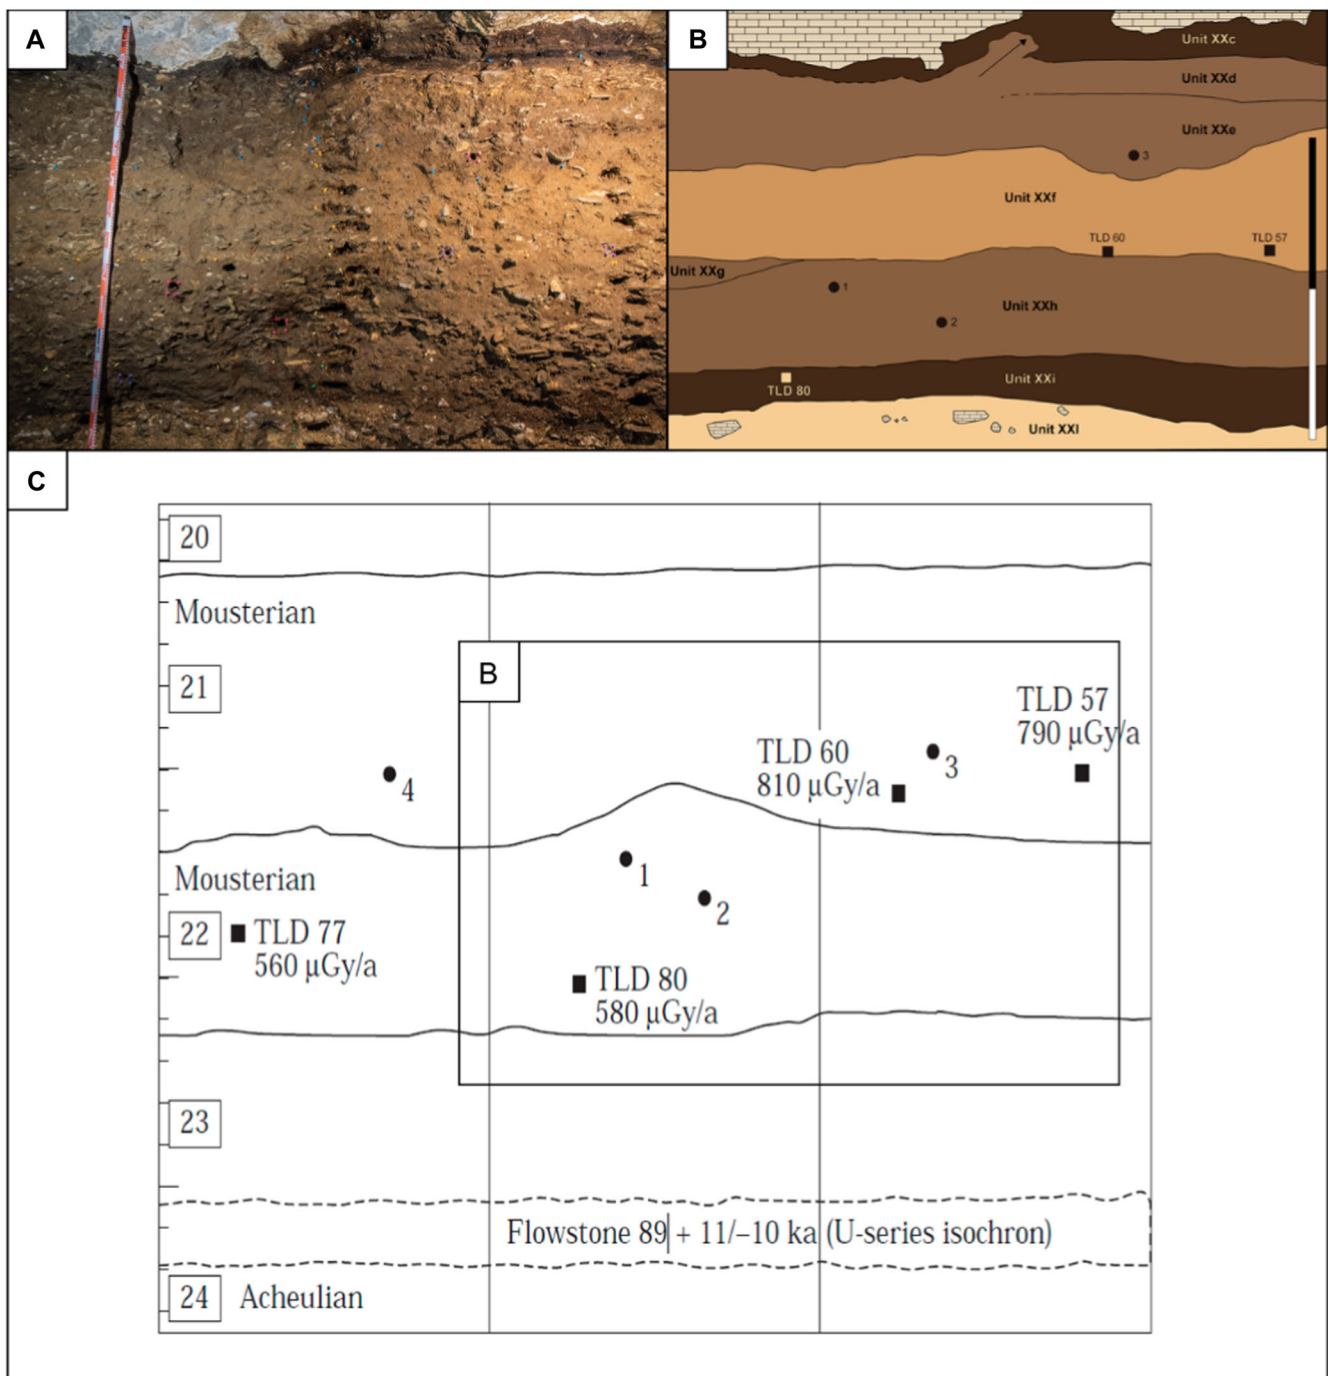 A
B
Unit XXc
Unit XXd
Unit XXe
3
Unit XXf
TLD 60
TLD 57
Unit XXg
1
Unit XXh
2
Unit XXi
TLD 80
Unit XXl
C
20
Mousterian
21
B
TLD 57
790 µGy/a
TLD 60
810 µGy/a
3
4
Mousterian
1
2
22
TLD 77
560 µGy/a
TLD 80
580 µGy/a
23
Flowstone 89 + 11/–10 ka (U-series isochron)
24 Acheulian